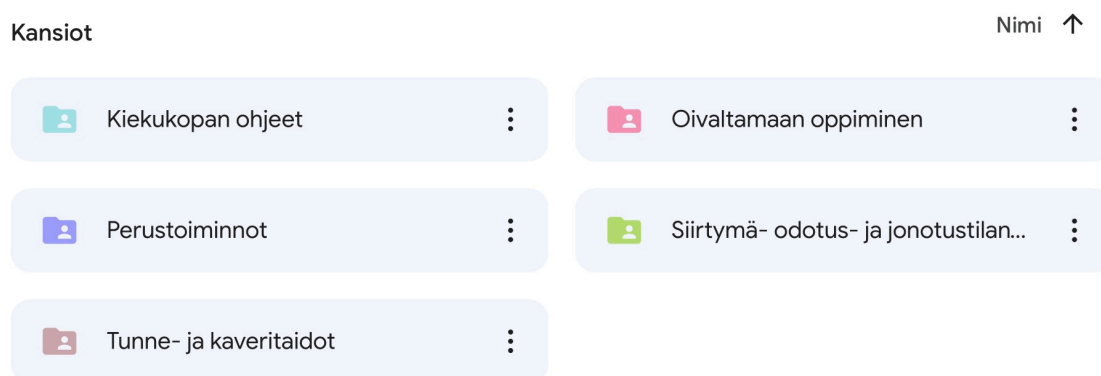 Kansiot
Nimi
Kiekukopan ohjeet
Oivaltamaan oppiminen
Perustoiminnot
Siirtymä- odotus- ja jonotustilan...
Tunne- ja kaveritaidot